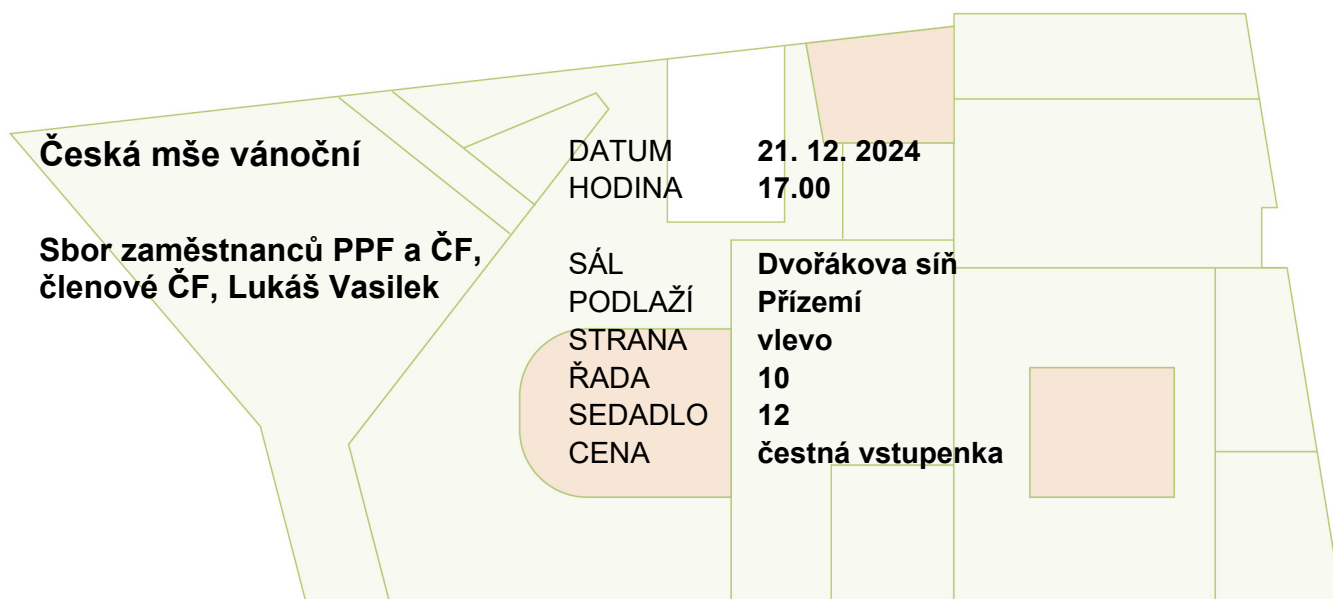 Česká mše vánoční
Sbor zaměstnanců PPF a ČF,
členové ČF, Lukáš Vasilek
DATUM 21. 12. 2024
HODINA 17.00
SÁL Dvořákova síň
PODLAŽÍ Přízemí
STRANA vlevo
ŘADA 10
SEDADLO 12
CENA čestná vstupenka